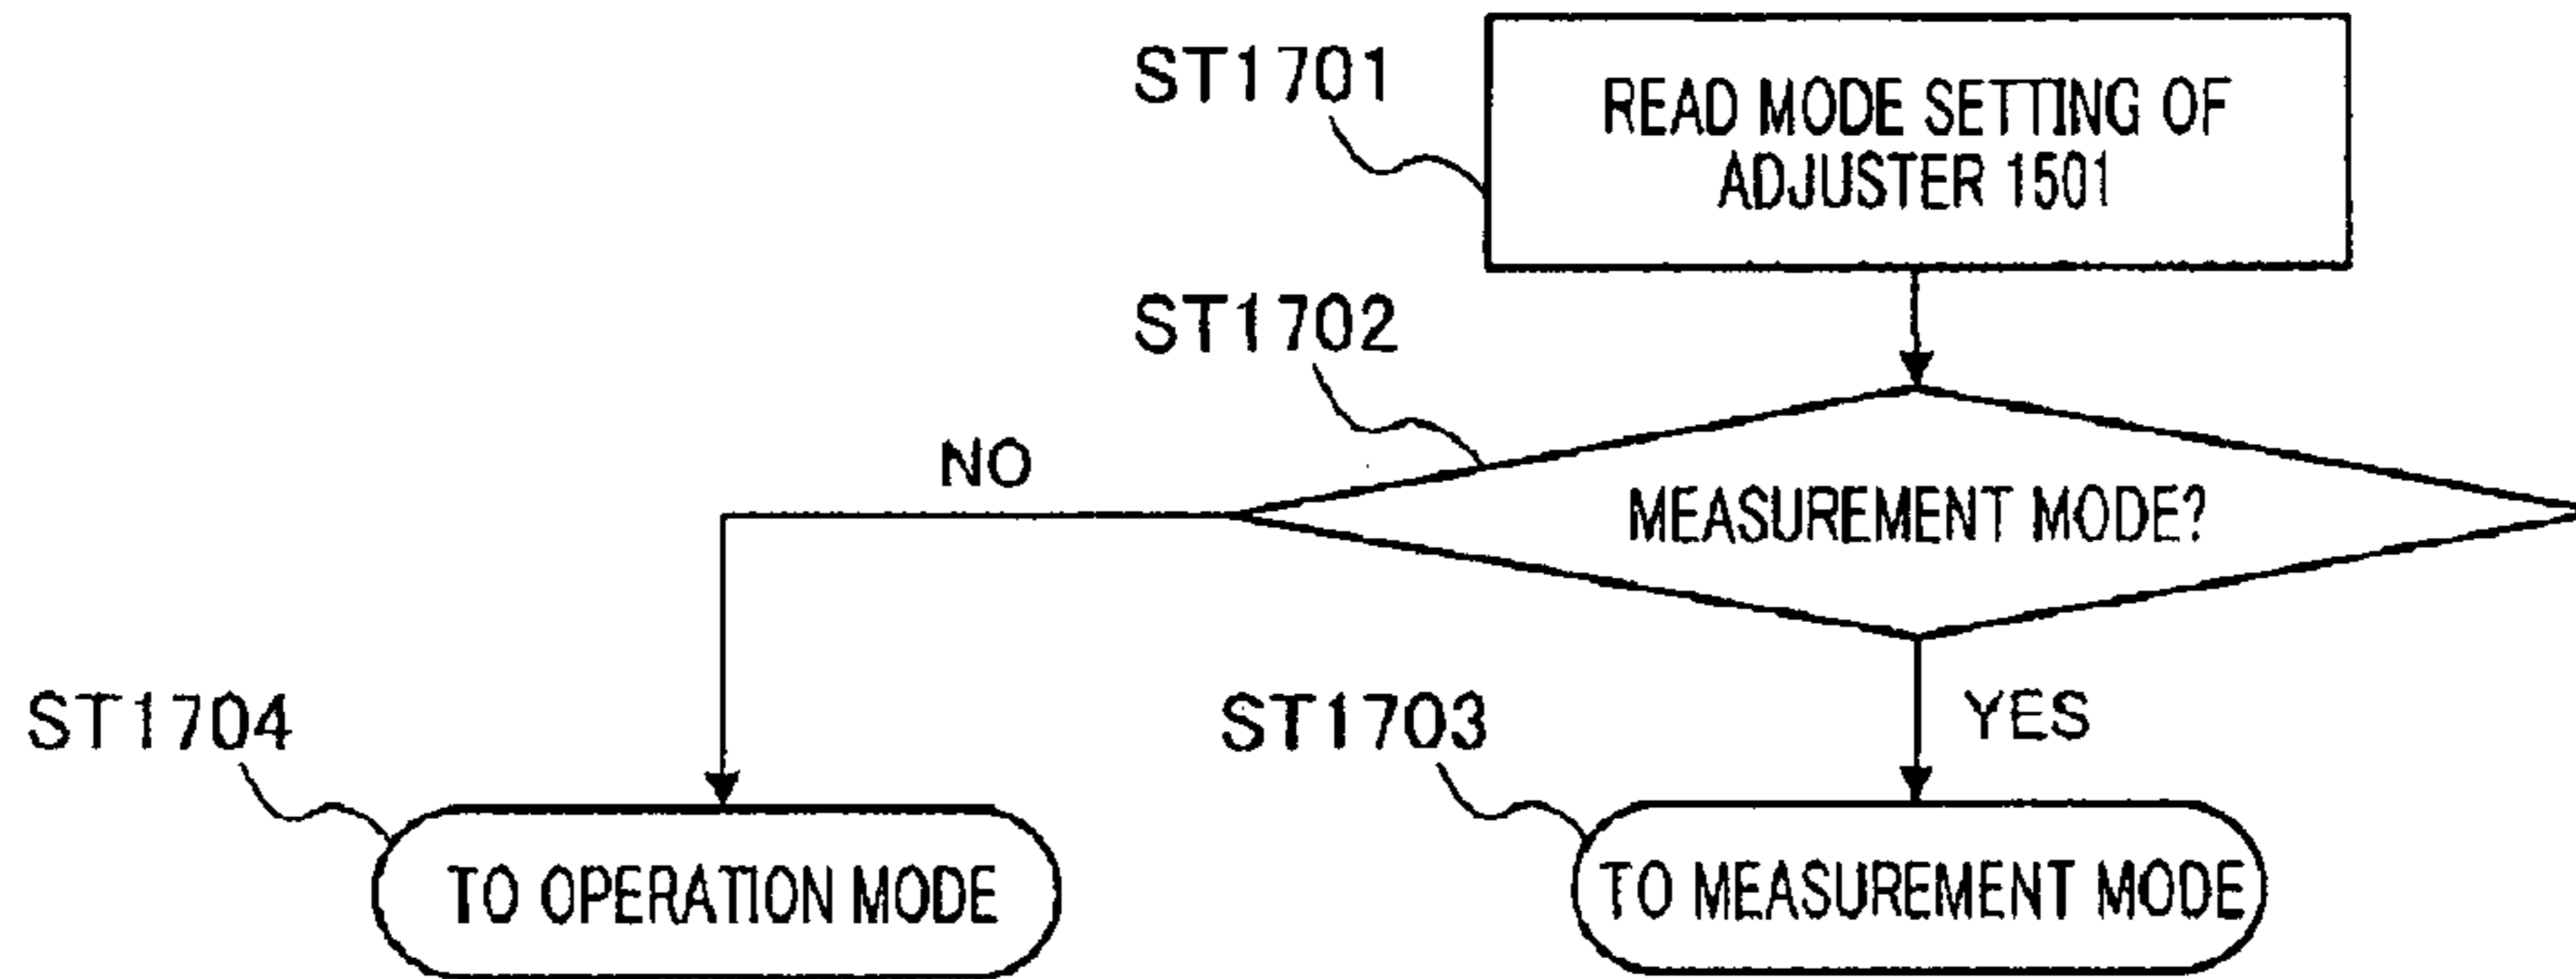 ST1701
READ MODE SETTING OF
ADJUSTER 1501
ST1702
NO
MEASUREMENT MODE?
ST1704
ST1703
YES
TO OPERATION MODE
TO MEASUREMENT MODE